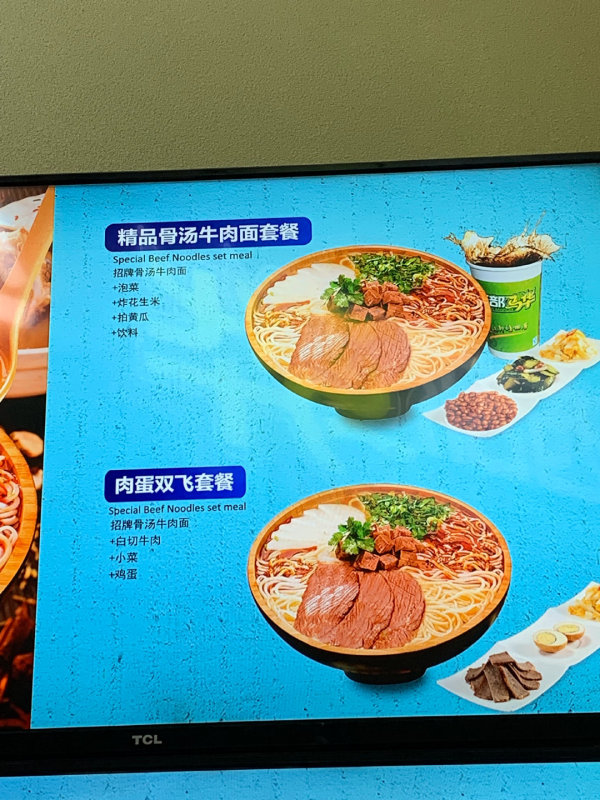 精品骨汤牛肉面套餐
Special Beef Noodles set meal
招牌骨汤牛肉面
+泡菜
+炸花生米
+拍黄瓜
+饮料
肉蛋双飞套餐
Special Beef Noodles set meal
招牌骨汤牛肉面
+白切牛肉
+小菜
+鸡蛋
TCL